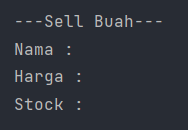 ---Sell Buah---
Nama :
Harga :
Stock :